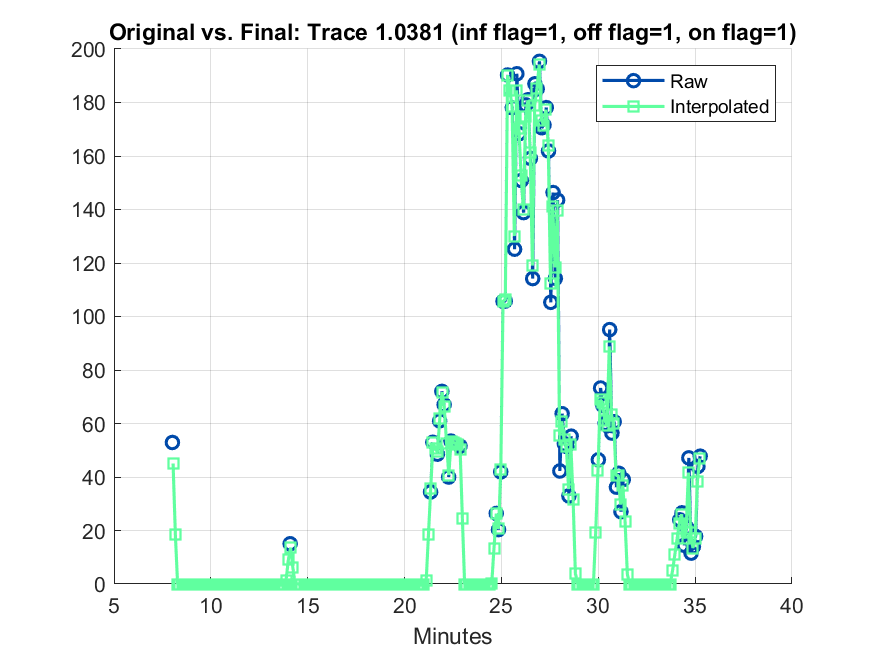 Original vs. Final: Trace 1.0381 (inf flag=1, off flag=1, on flag=1)
200
180
160
140
120
100
80
60
40
20
0
Raw
Interpolated
5 10 15 20 25 30 35 40
Minutes